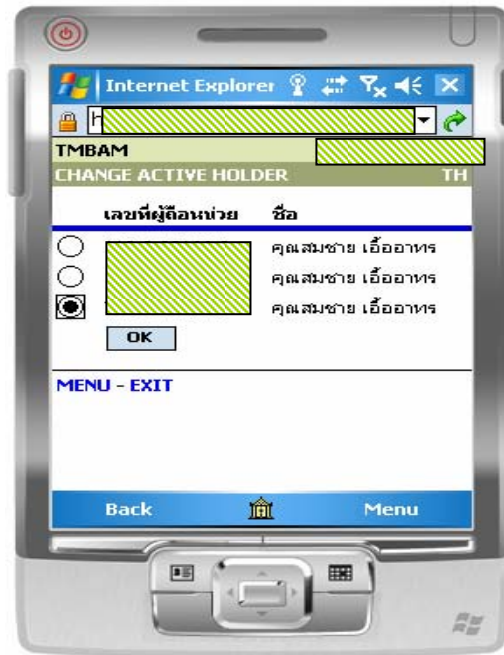 Internet Explorer
h
TMBAM
CHANGE ACTIVE HOLDER TH
เลขที่ผู้ถือหน่วย ชื่อ
คุณสมชาย เอื้ออาทร
คุณสมชาย เอื้ออาทร
คุณสมชาย เอื้ออาทร
OK
MENU - EXIT
Back Menu